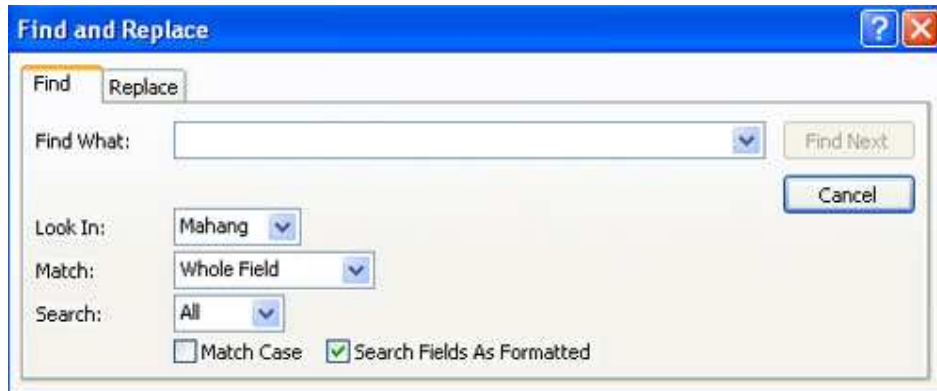 Find and Replace
Find Replace
Find What: Find Next
Cancel
Look In: Mahang
Match: Whole Field
Search: All
Match Case Search Fields As Formatted